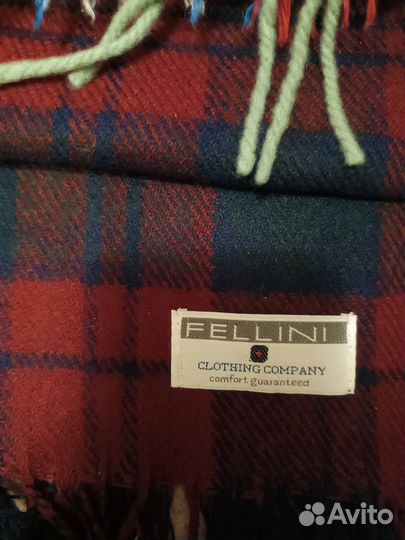 FELLINI
CLOTHING COMPANY
comfort guaranteed
Avito